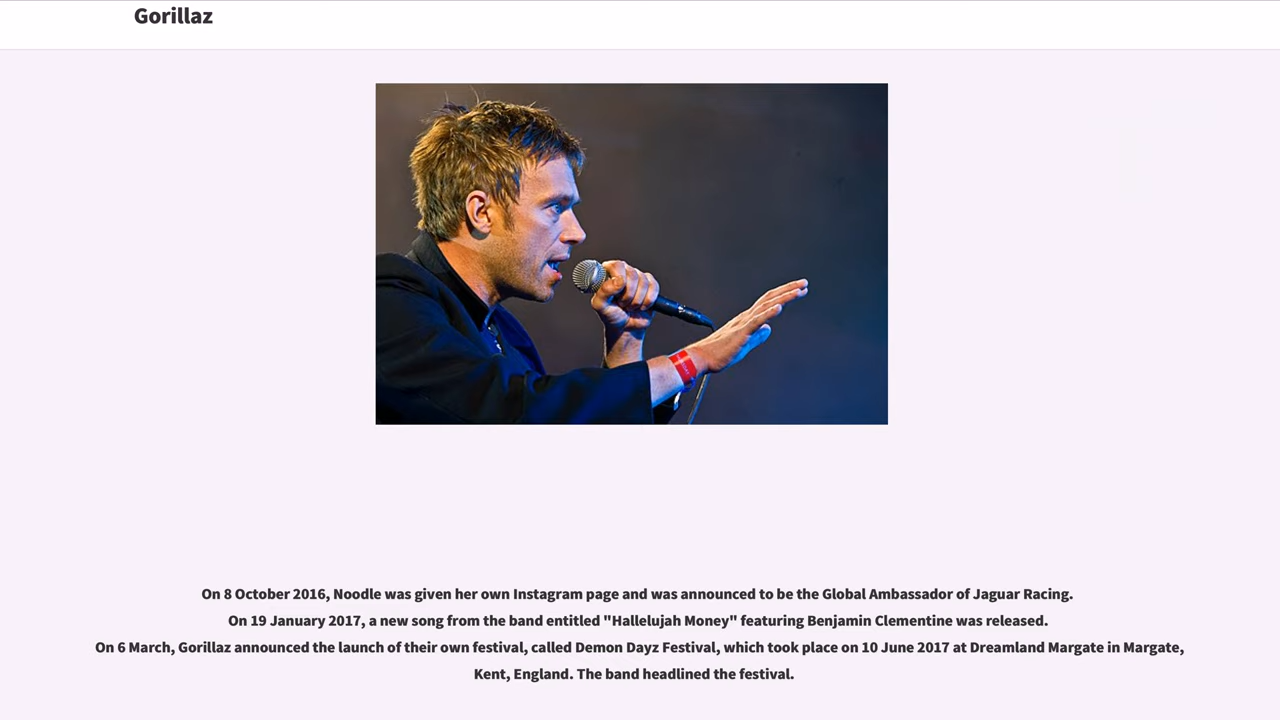 Gorillaz
On 8 October 2016, Noodle was given her own Instagram page and was announced to be the Global Ambassador of Jaguar Racing.
On 19 January 2017, a new song from the band entitled "Hallelujah Money" featuring Benjamin Clementine was released.
On 6 March, Gorillaz announced the launch of their own festival, called Demon Dayz Festival, which took place on 10 June 2017 at Dreamland Margate in Margate,
Kent, England. The band headlined the festival.